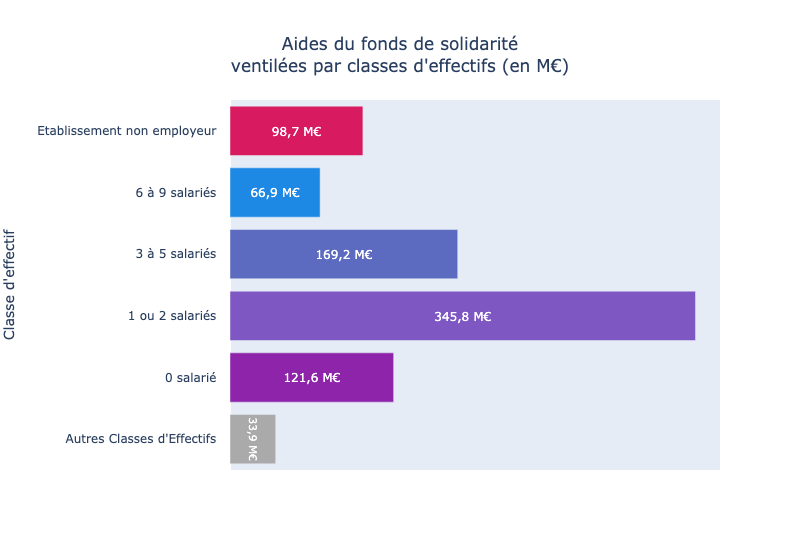 Aides du fonds de solidarité
ventilées par classes d'effectifs (en M€)
Classe d'effectif
Etablissement non employeur
98,7 M€
6 à 9 salariés
66,9 M€
3 à 5 salariés
169,2 M€
1 ou 2 salariés
345,8 M€
0 salarié
121,6 M€
Autres Classes d'Effectifs
33,9 M€